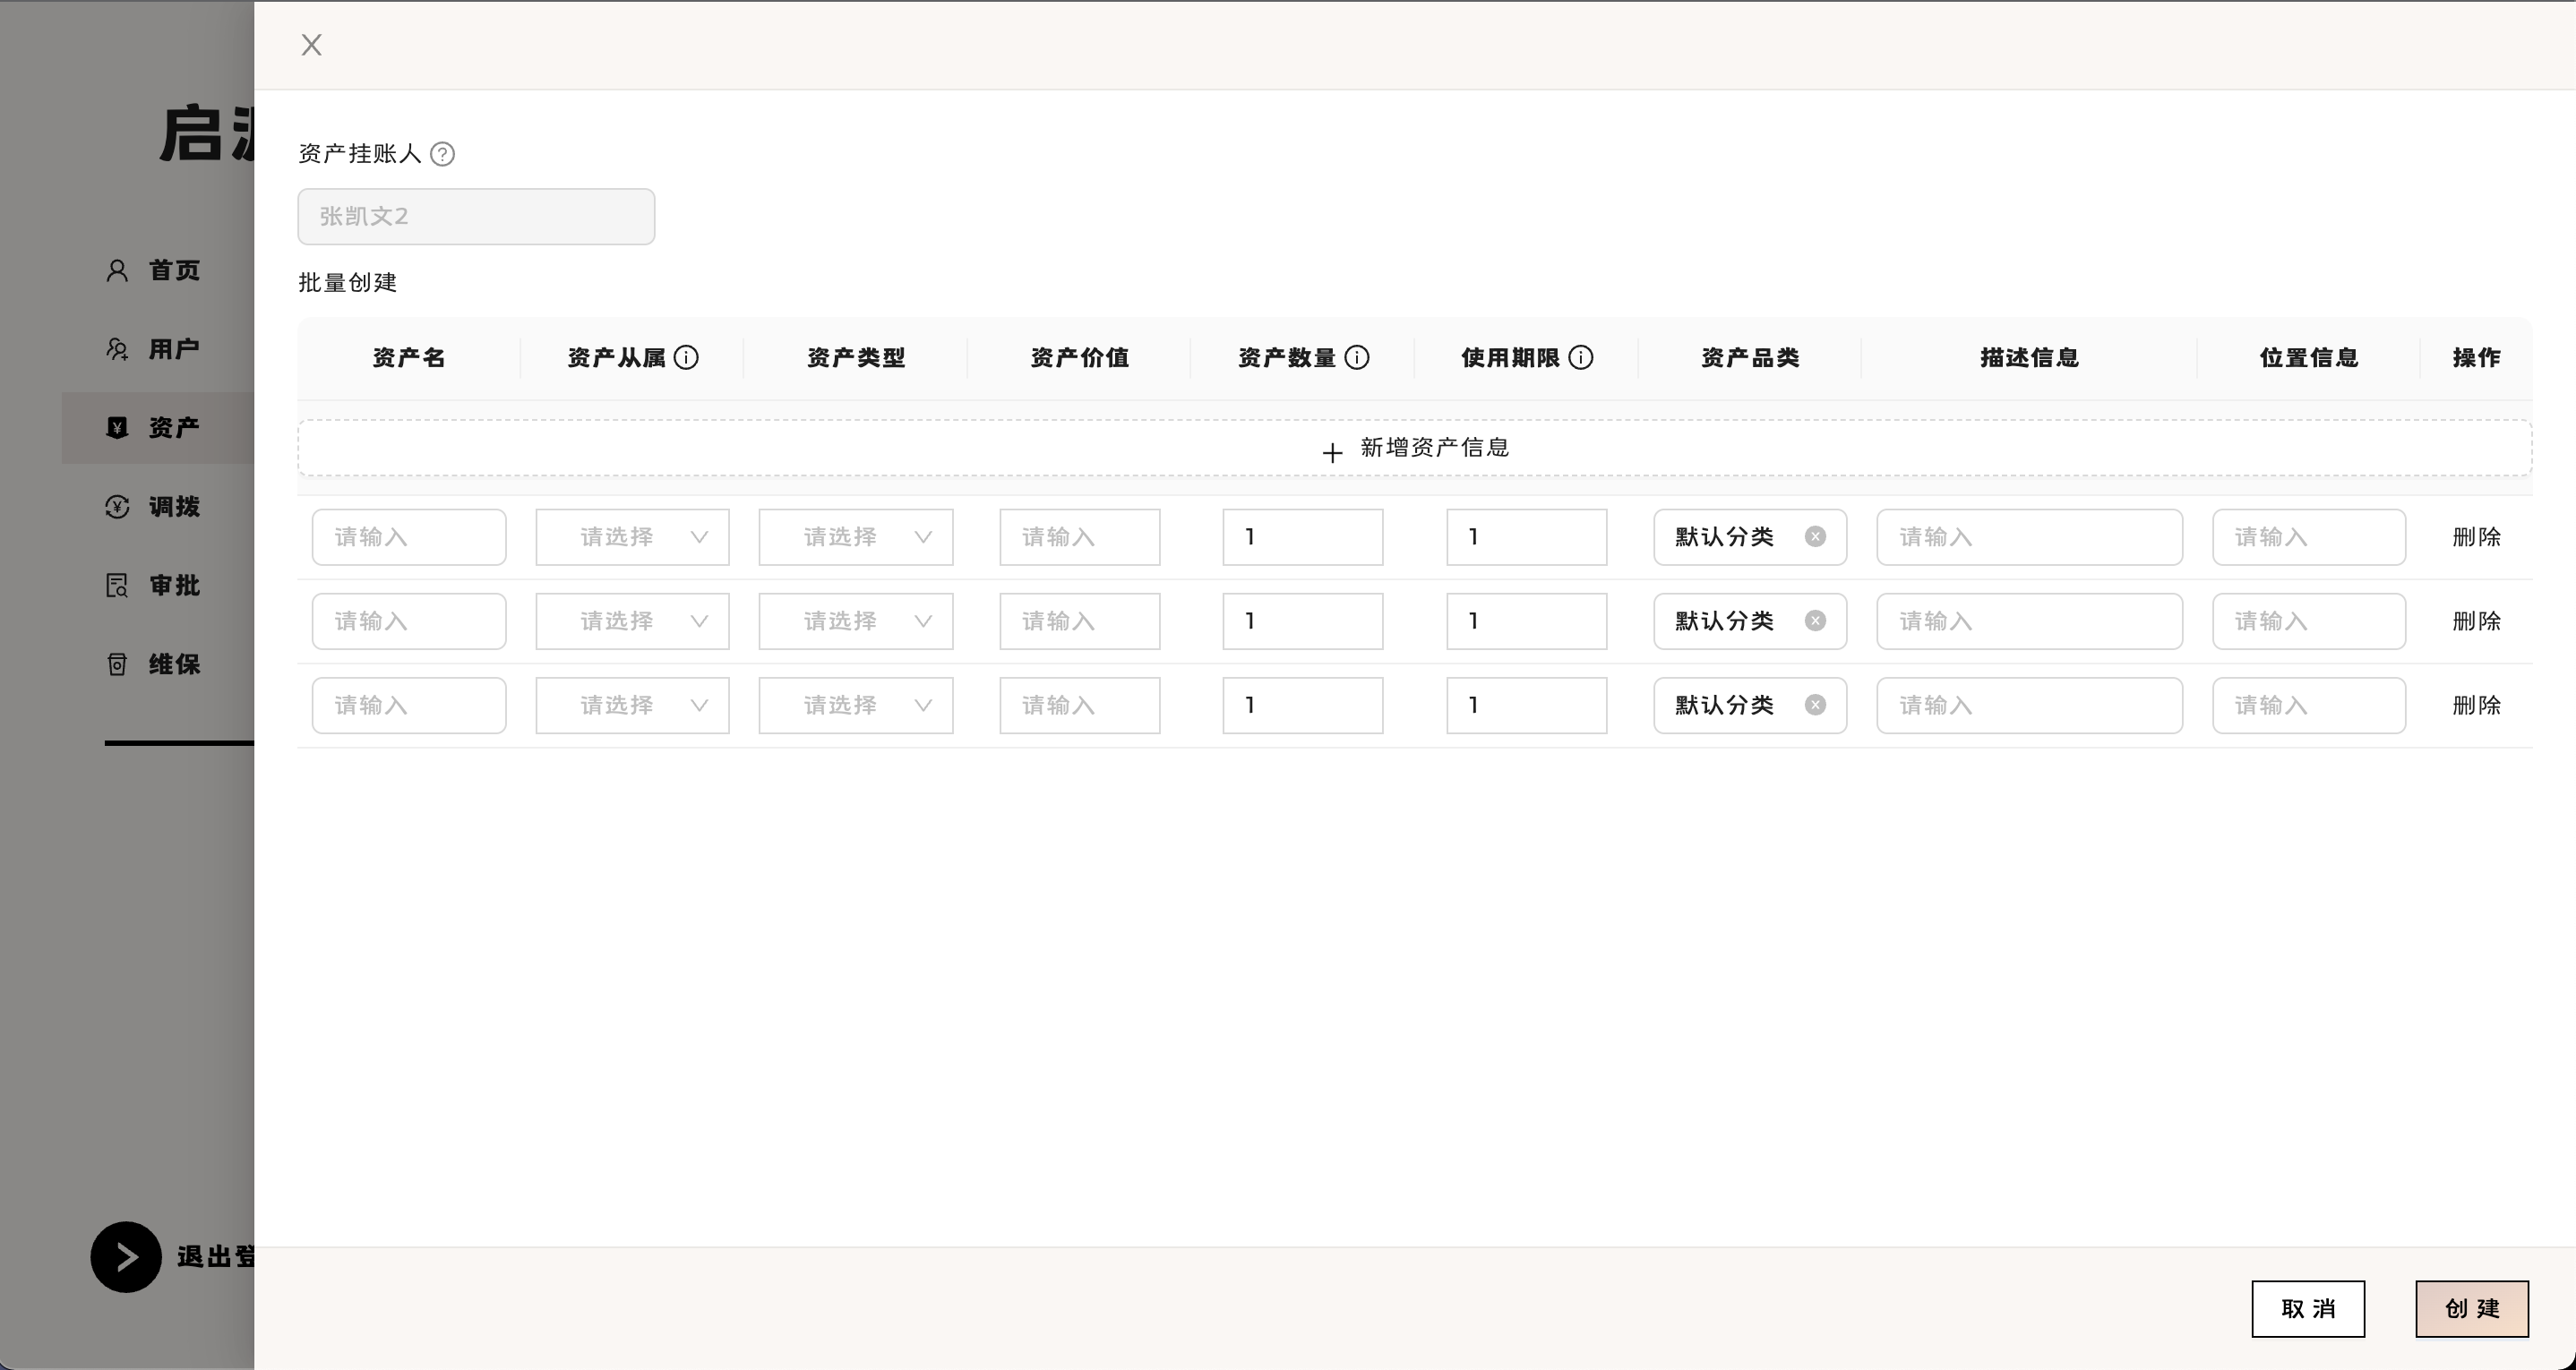 启
首页
用户
资产
调拨
审批
维保
退出登
资产挂账人
张凯文2
批量创建
资产名 资产从属 资产类型 资产价值 资产数量 使用期限 资产品类 描述信息 位置信息 操作
新增资产信息
请输入 请选择 请选择 请输入 1 1 默认分类 请输入 请输入 删除
请输入 请选择 请选择 请输入 1 1 默认分类 请输入 请输入 删除
请输入 请选择 请选择 请输入 1 1 默认分类 请输入 请输入 删除
取 消 创 建